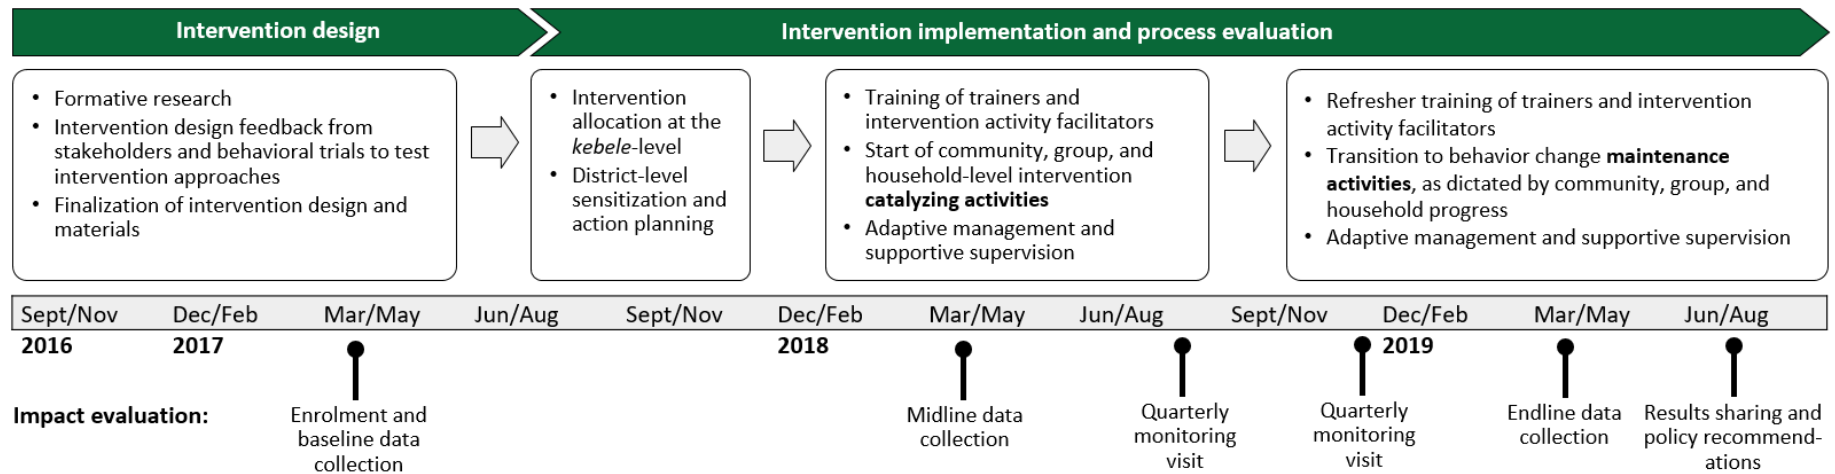 Intervention design
Intervention implementation and process evaluation
• Formative research
• Intervention design feedback from
stakeholders and behavioral trials to test
intervention approaches
• Finalization of intervention design and
materials
• Intervention
allocation at the
kebele-level
• District-level
sensitization and
action planning
• Training of trainers and
intervention activity facilitators
• Start of community, group, and
household-level intervention
catalyzing activities
• Adaptive management and
supportive supervision
• Refresher training of trainers and intervention
activity facilitators
• Transition to behavior change maintenance
activities, as dictated by community, group, and
household progress
• Adaptive management and supportive supervision
Sept/Nov Dec/Feb Mar/May Jun/Aug Sept/Nov Dec/Feb Mar/May Jun/Aug Sept/Nov Dec/Feb Mar/May Jun/Aug
2016 2017 2018 2019
Impact evaluation:
Enrolment and
baseline data
collection
Midline data
collection
Quarterly
monitoring
visit
Quarterly
monitoring
visit
Endline data
collection
Results sharing and
policy recommend-
ations